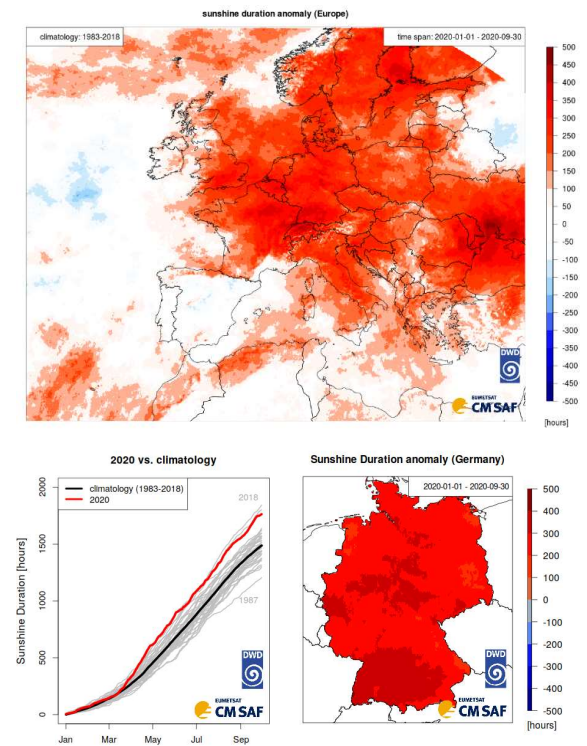 sunshine duration anomaly (Europe)
climatology: 1983-2018
time span: 2020-01-01 - 2020-09-30
500
450
400
350
300
250
200
150
100
50
0
-50
-100
-150
-200
-250
-300
-350
-400
-450
-500
[hours]
DWD
EUMETSAT
CM SAF
2020 vs. climatology
climatology (1983-2018)
2020
2018
1987
Sunshine Duration [hours]
2000
1500
1000
500
0
Jan Mar May Jul Sep
DWD
EUMETSAT
CM SAF
Sunshine Duration anomaly (Germany)
2020-01-01 - 2020-09-30
500
400
300
200
100
0
-100
-200
-300
-400
-500
[hours]
DWD
EUMETSAT
CM SAF